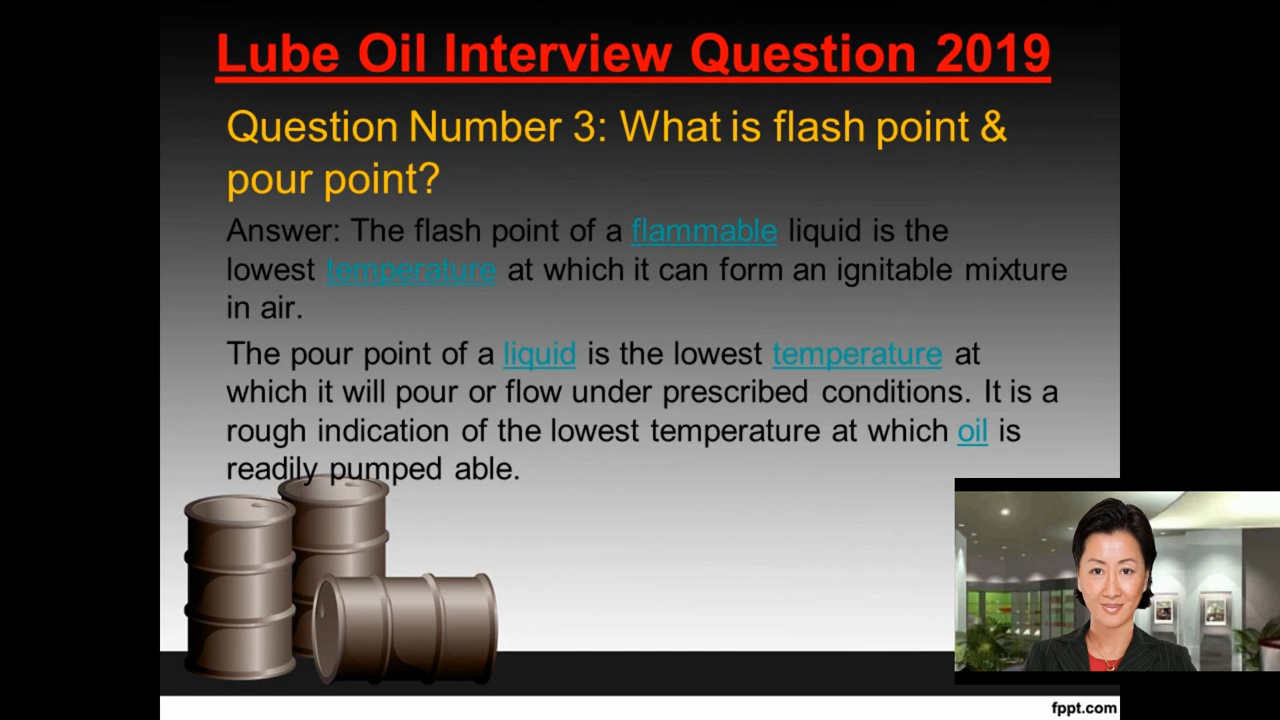 Lube Oil Interview Question 2019
Question Number 3: What is flash point &
pour point?
Answer: The flash point of a flammable liquid is the
lowest temperature at which it can form an ignitable mixture
in air.
The pour point of a liquid is the lowest temperature at
which it will pour or flow under prescribed conditions. It is a
rough indication of the lowest temperature at which oil is
readily pumped able.
fppt.com